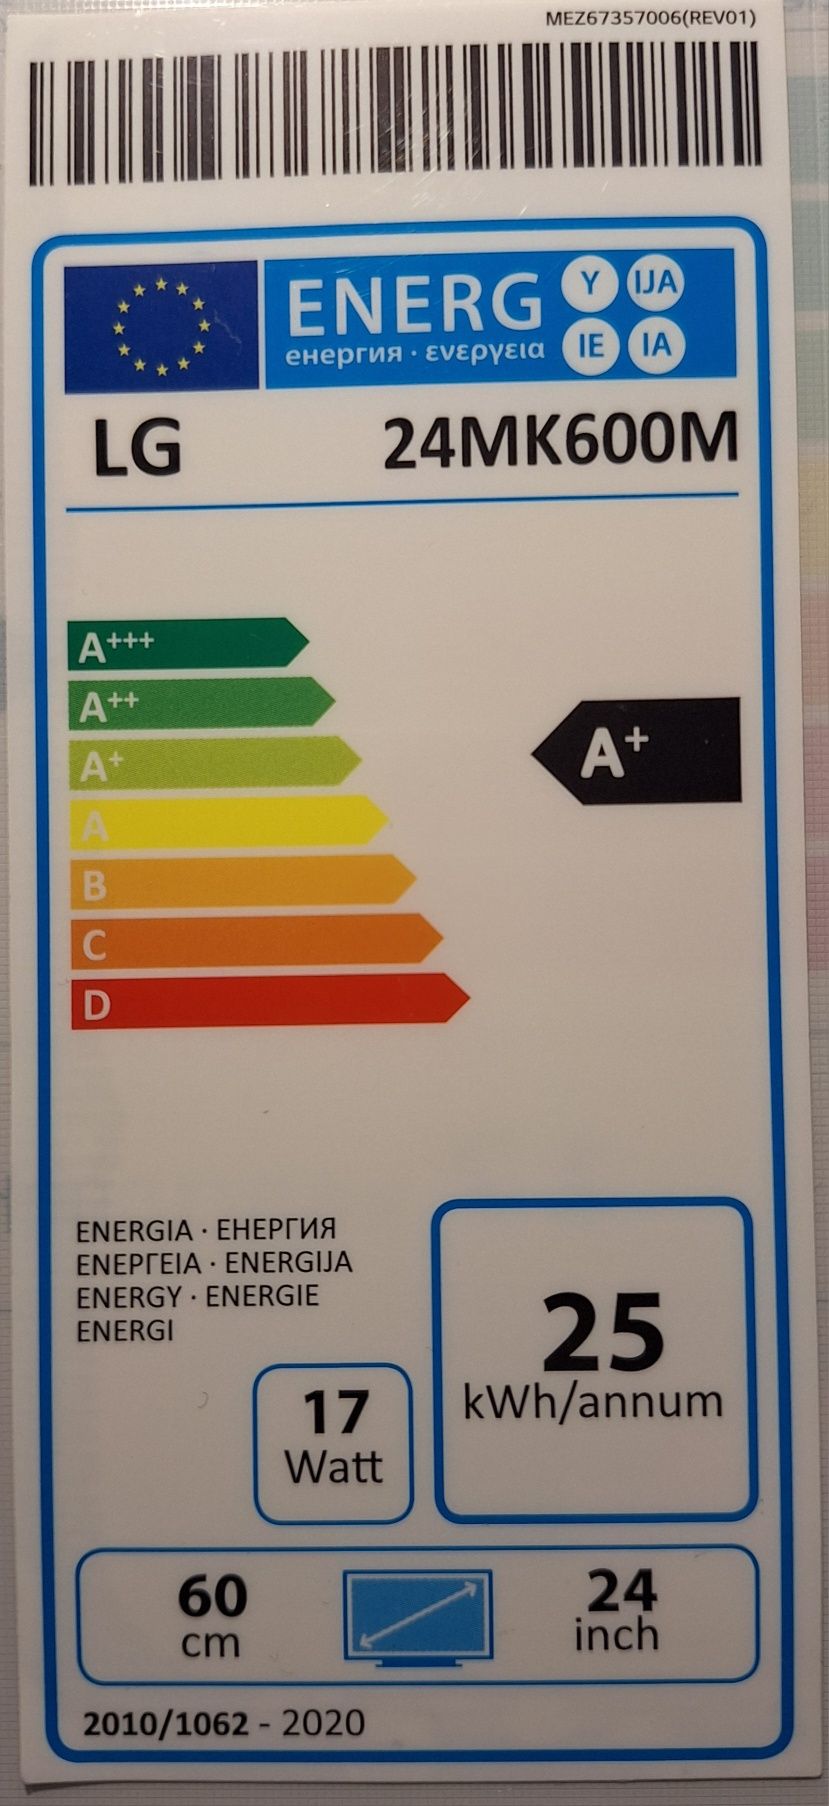 MEZ67357006(REV01)
ENERG Y IJA
енергия · ενεργεια IE IA
LG 24MK600M
A+++
A++
A+
A+
A
B
C
D
ENERGIA · ЕНЕРГИЯ
ΕΝΕΡΓΕΙΑ · ENERGIJA
ENERGY · ENERGIE
ENERGI
25
kWh/annum
17
Watt
60
cm
24
inch
2010/1062 - 2020